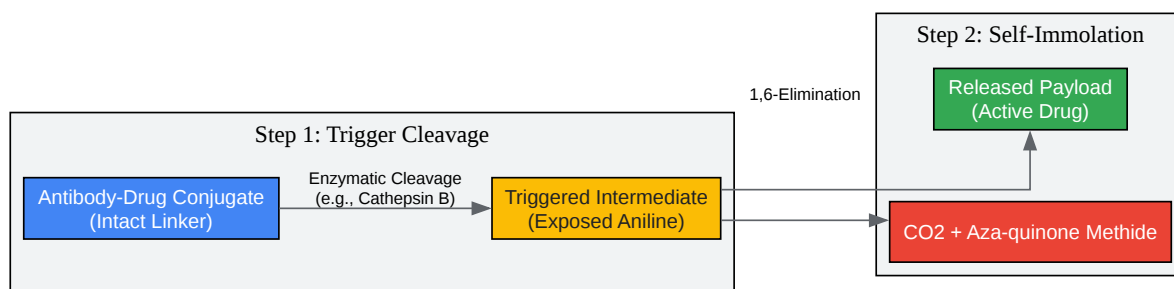 Step 1: Trigger Cleavage
Antibody-Drug Conjugate
(Intact Linker)
Enzymatic Cleavage
(e.g., Cathepsin B)
Triggered Intermediate
(Exposed Aniline)
1,6-Elimination
Step 2: Self-Immolation
Released Payload
(Active Drug)
CO2 + Aza-quinone Methide